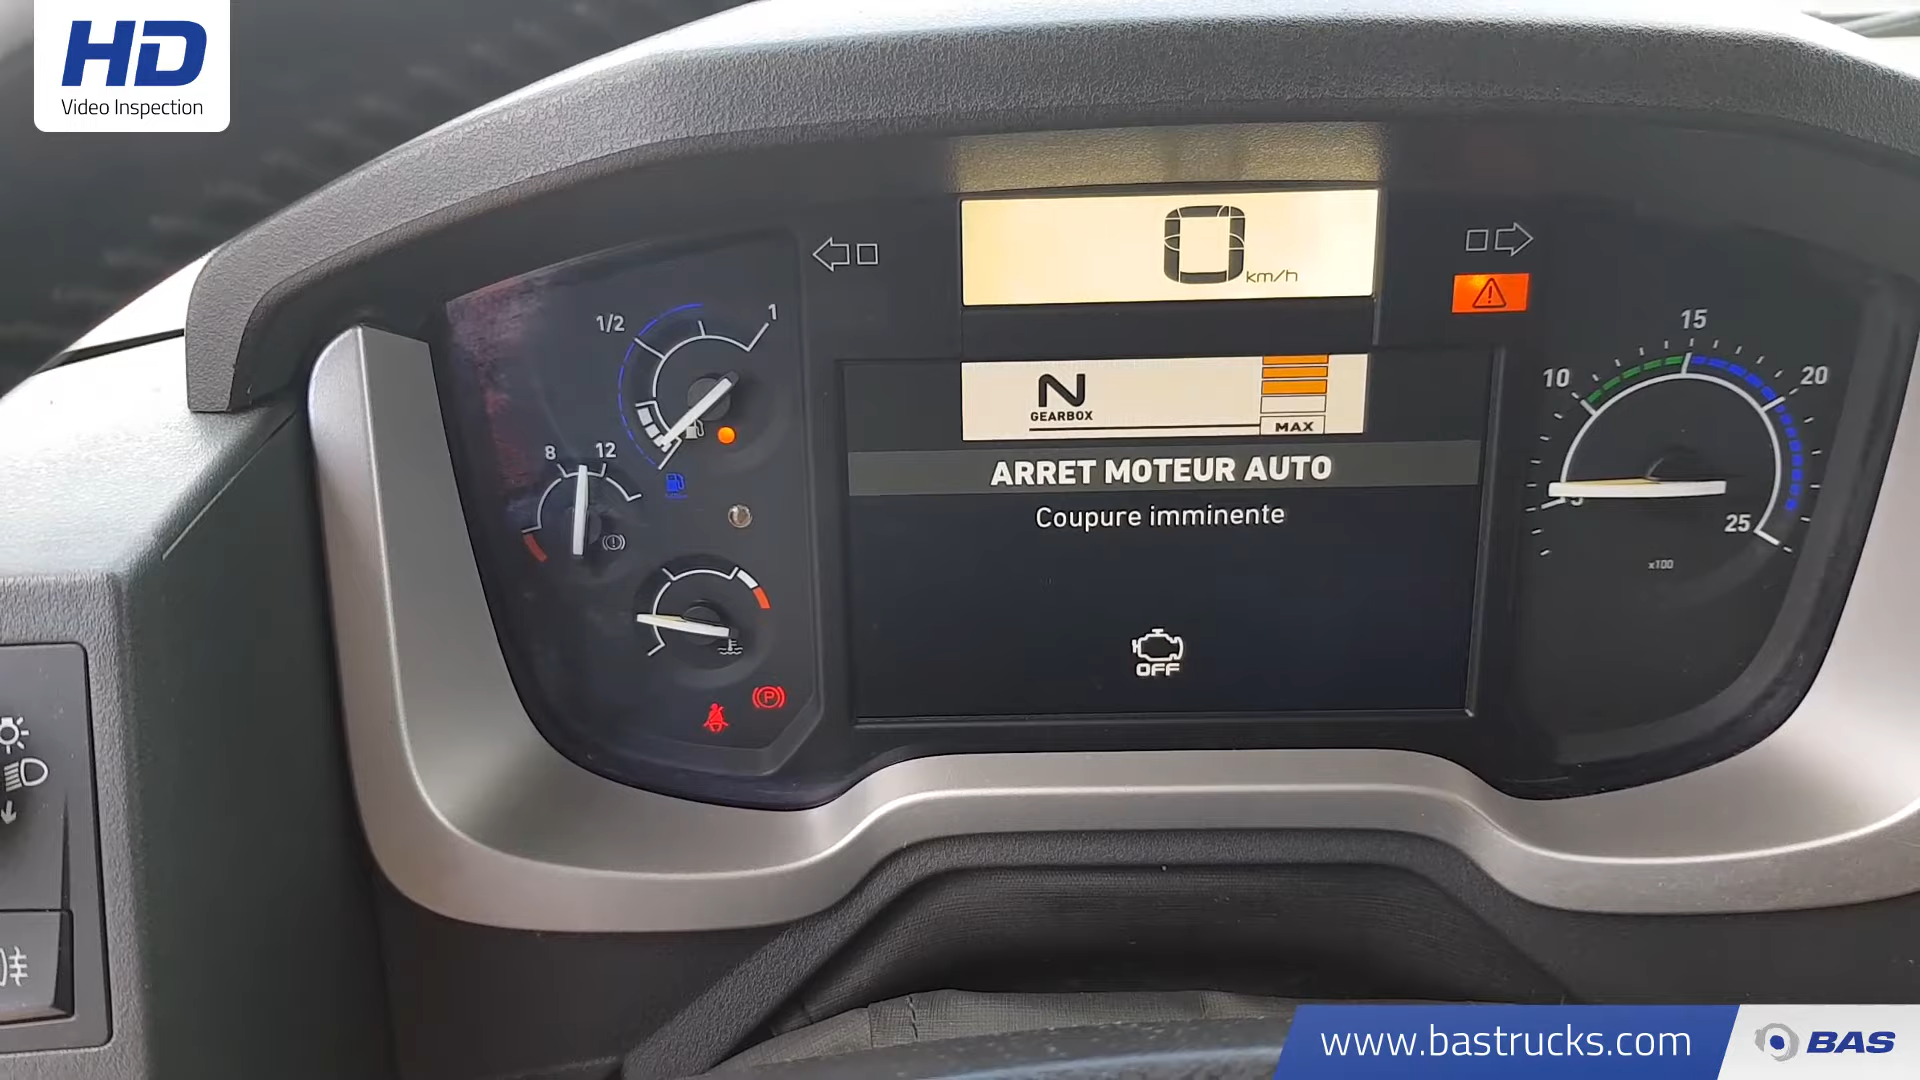 HD
Video Inspection
0
km/h
1/2
1
8
12
N
GEARBOX
MAX
ARRET MOTEUR AUTO
Coupure imminente
OFF
P
5
10
15
20
25
x100
www.bastrucks.com
BAS